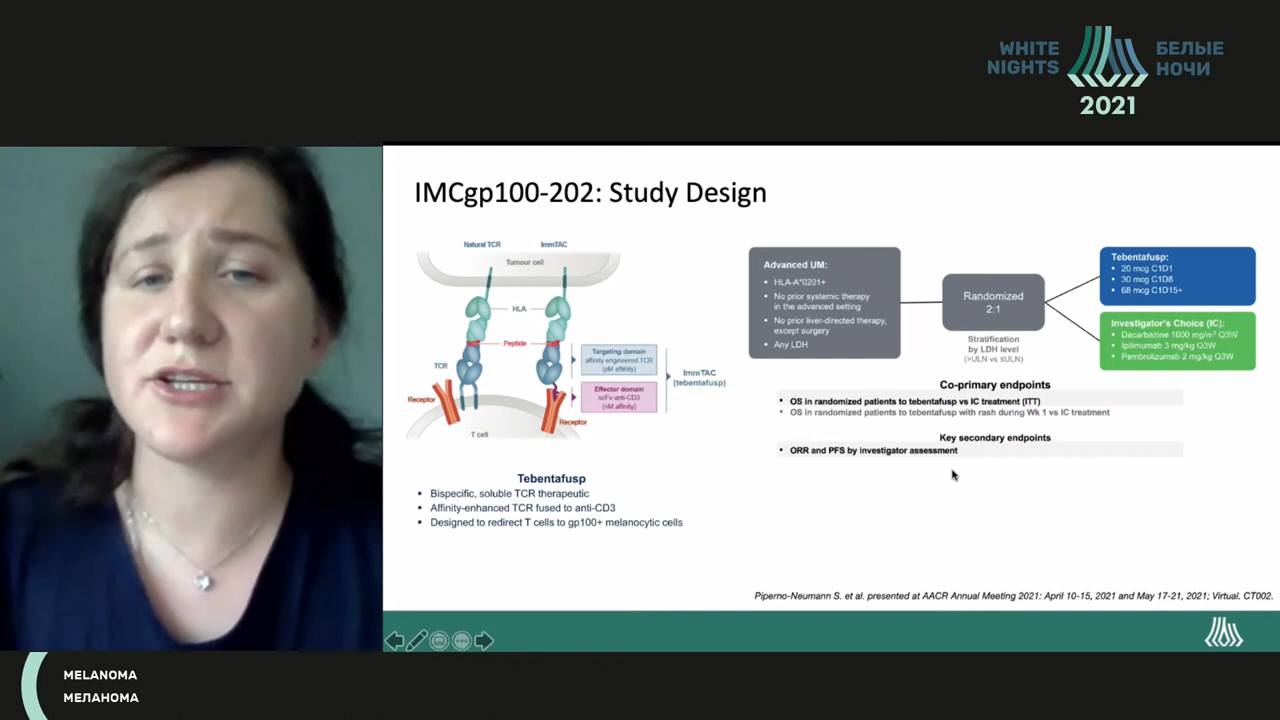 WHITE
NIGHTS
БЕЛЫЕ
НОЧИ
2021
IMCgp100-202: Study Design
Natural TCR
ImmTAC
Tumour cell
HLA
Peptide
TCR
Receptor
T cell
Receptor
Targeting domain
affinity engineered TCR
(pM affinity)
Effector domain
scFv anti-CD3
(nM affinity)
ImmTAC
(tebentafusp)
Tebentafusp
▪ Bispecific, soluble TCR therapeutic
▪ Affinity-enhanced TCR fused to anti-CD3
▪ Designed to redirect T cells to gp100+ melanocytic cells
Advanced UM:
• HLA-A*0201+
• No prior systemic therapy
in the advanced setting
• No prior liver-directed therapy,
except surgery
• Any LDH
Randomized
2:1
Stratification
by LDH level
(>ULN vs ≤ULN)
Tebentafusp:
• 20 mcg C1D1
• 30 mcg C1D8
• 68 mcg C1D15+
Investigator's Choice (IC):
• Dacarbazine 1000 mg/m² Q3W
• Ipilimumab 3 mg/kg Q3W
• Pembrolizumab 2 mg/kg Q3W
Co-primary endpoints
▪ OS in randomized patients to tebentafusp vs IC treatment (ITT)
▪ OS in randomized patients to tebentafusp with rash during Wk 1 vs IC treatment
Key secondary endpoints
▪ ORR and PFS by investigator assessment
Piperno-Neumann S. et al. presented at AACR Annual Meeting 2021: April 10-15, 2021 and May 17-21, 2021; Virtual. CT002.
MELANOMA
МЕЛАНОМА